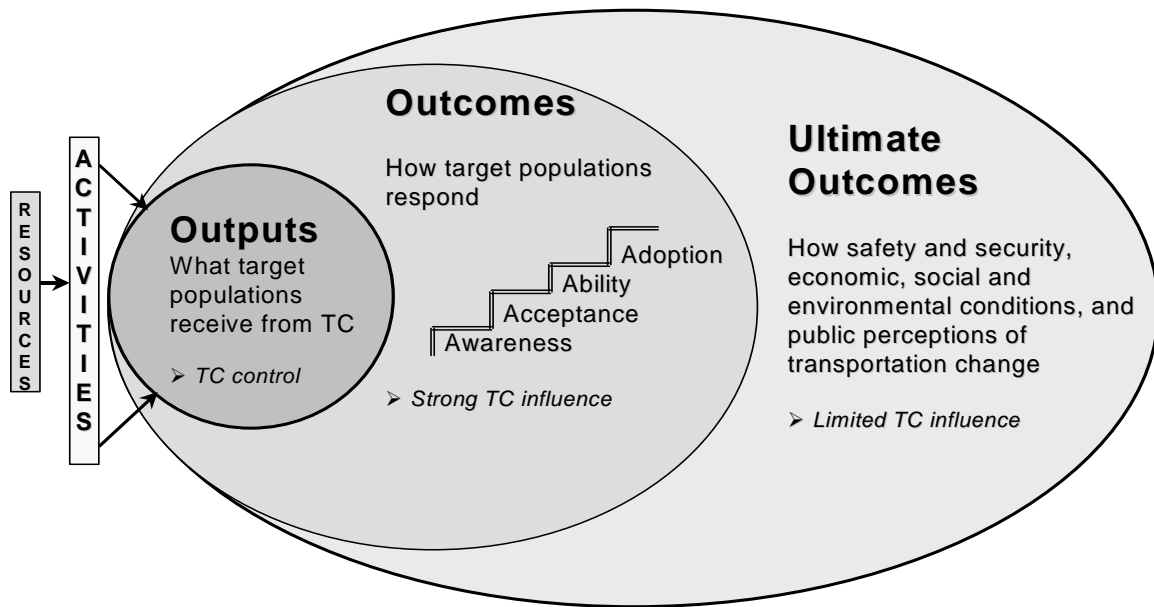 RESOURCES
ACTIVITIES
Outputs
What target
populations
receive from TC
➢ TC control
Outcomes
How target populations
respond
Adoption
Ability
Acceptance
Awareness
➢ Strong TC influence
Ultimate
Outcomes
How safety and security,
economic, social and
environmental conditions, and
public perceptions of
transportation change
➢ Limited TC influence